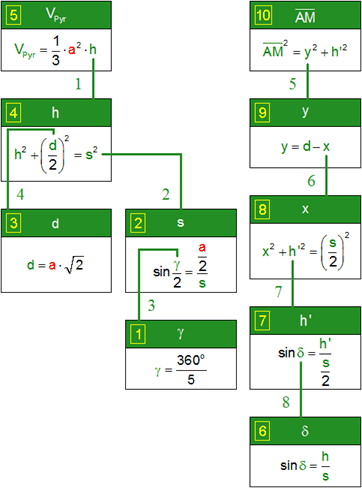 5 V_Pyr
V_Pyr = 1/3 · a² · h
1
4 h
h² + (d/2)² = s²
4
2
3 d
d = a · √2
2 s
sin γ/2 = (a/2)/s
3
1 γ
γ = 360°/5
10 A̅M̅
A̅M̅² = y² + h'²
5
9 y
y = d − x
6
8 x
x² + h'² = (s/2)²
7
7 h'
sin δ = h'/(s/2)
8
6 δ
sin δ = h/s